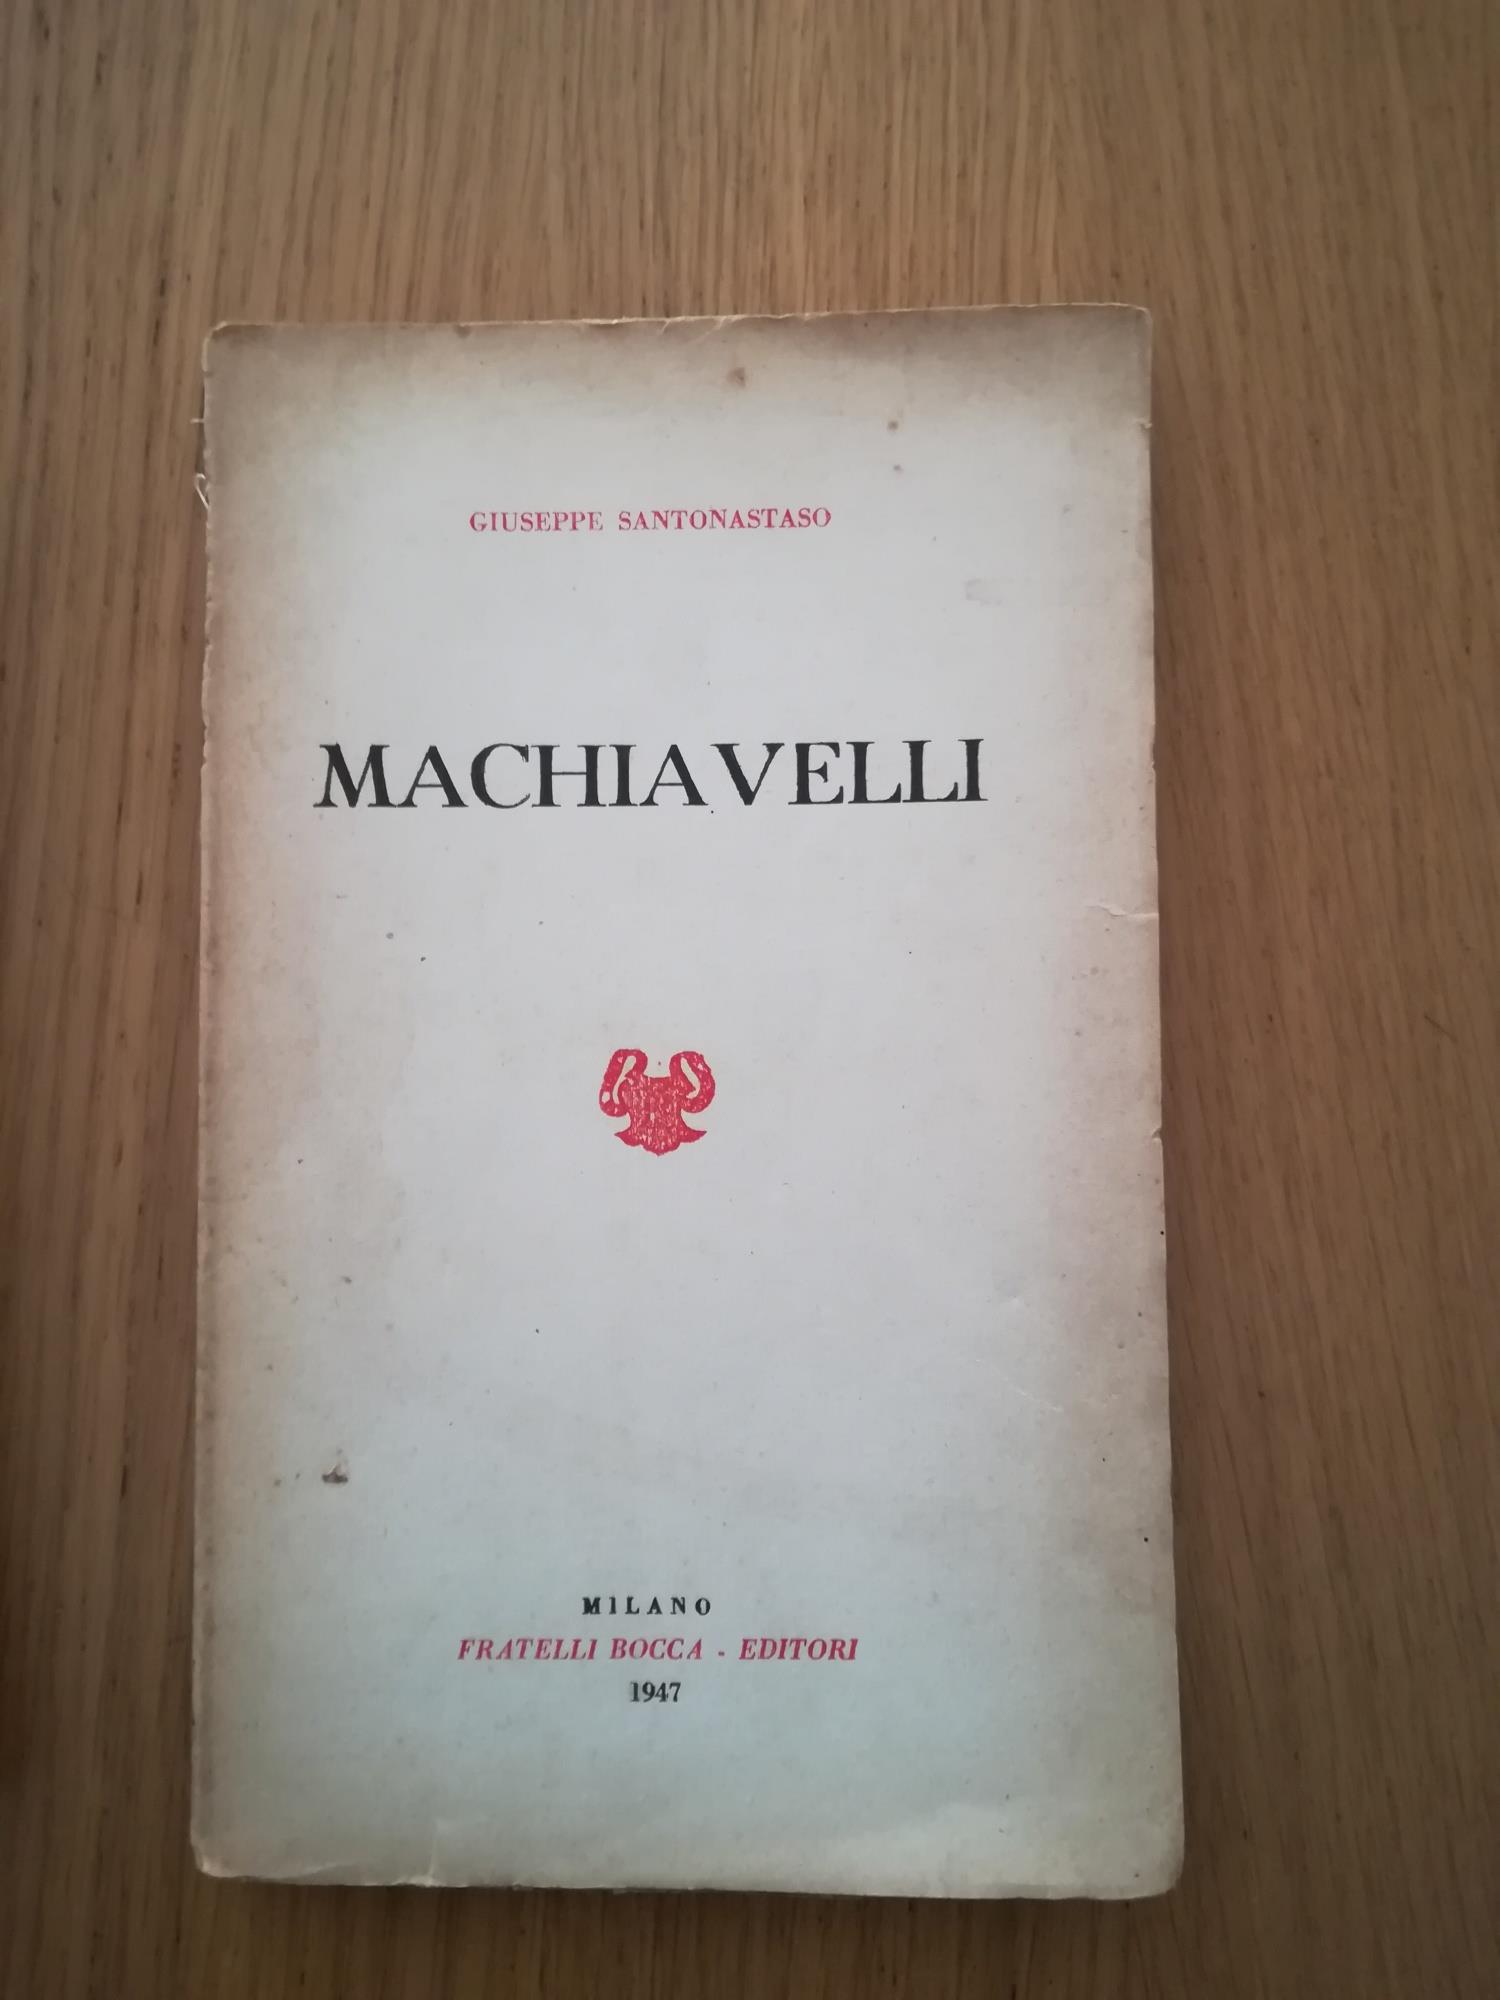 GIUSEPPE SANTONASTASO
MACHIAVELLI
MILANO
FRATELLI BOCCA - EDITORI
1947